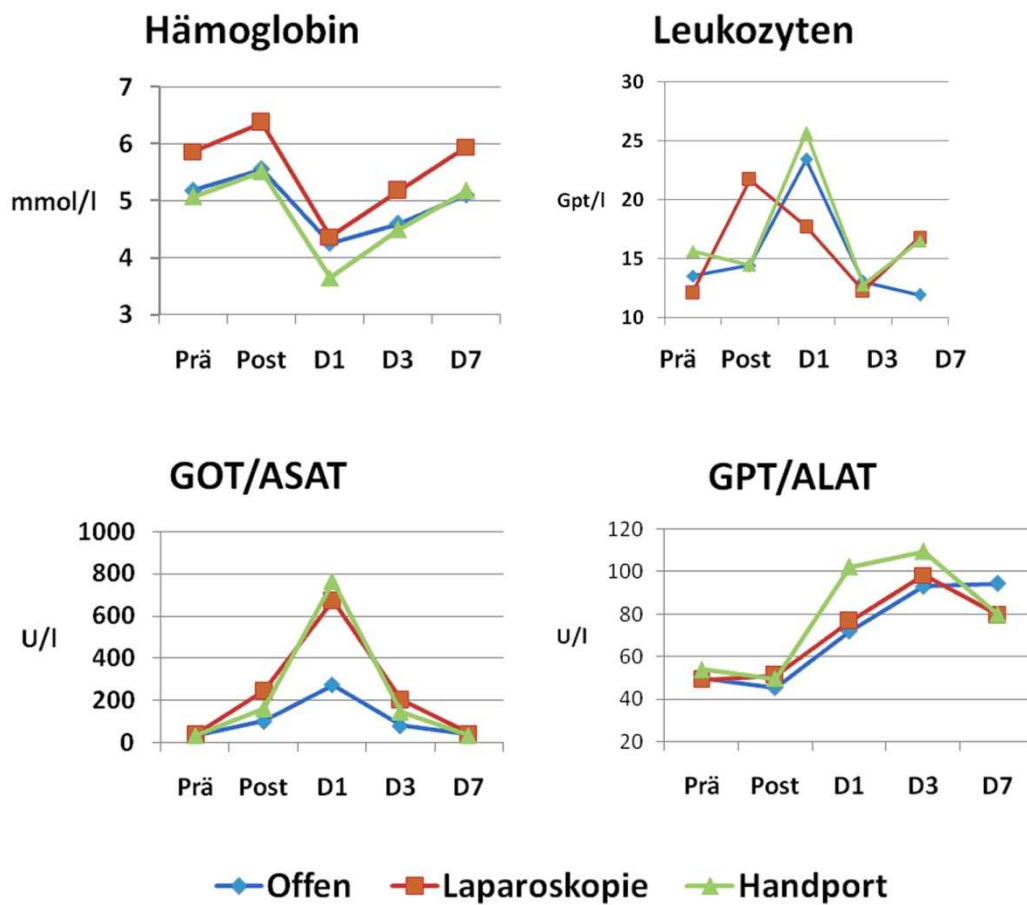 Hämoglobin
7
6
mmol/l
5
4
3
Prä Post D1 D3 D7
Leukozyten
30
25
Gpt/l
20
15
10
Prä Post D1 D3 D7
GOT/ASAT
1000
800
600
U/l
400
200
0
Prä Post D1 D3 D7
GPT/ALAT
120
100
80
U/l
60
40
20
Prä Post D1 D3 D7
Offen Laparoskopie Handport